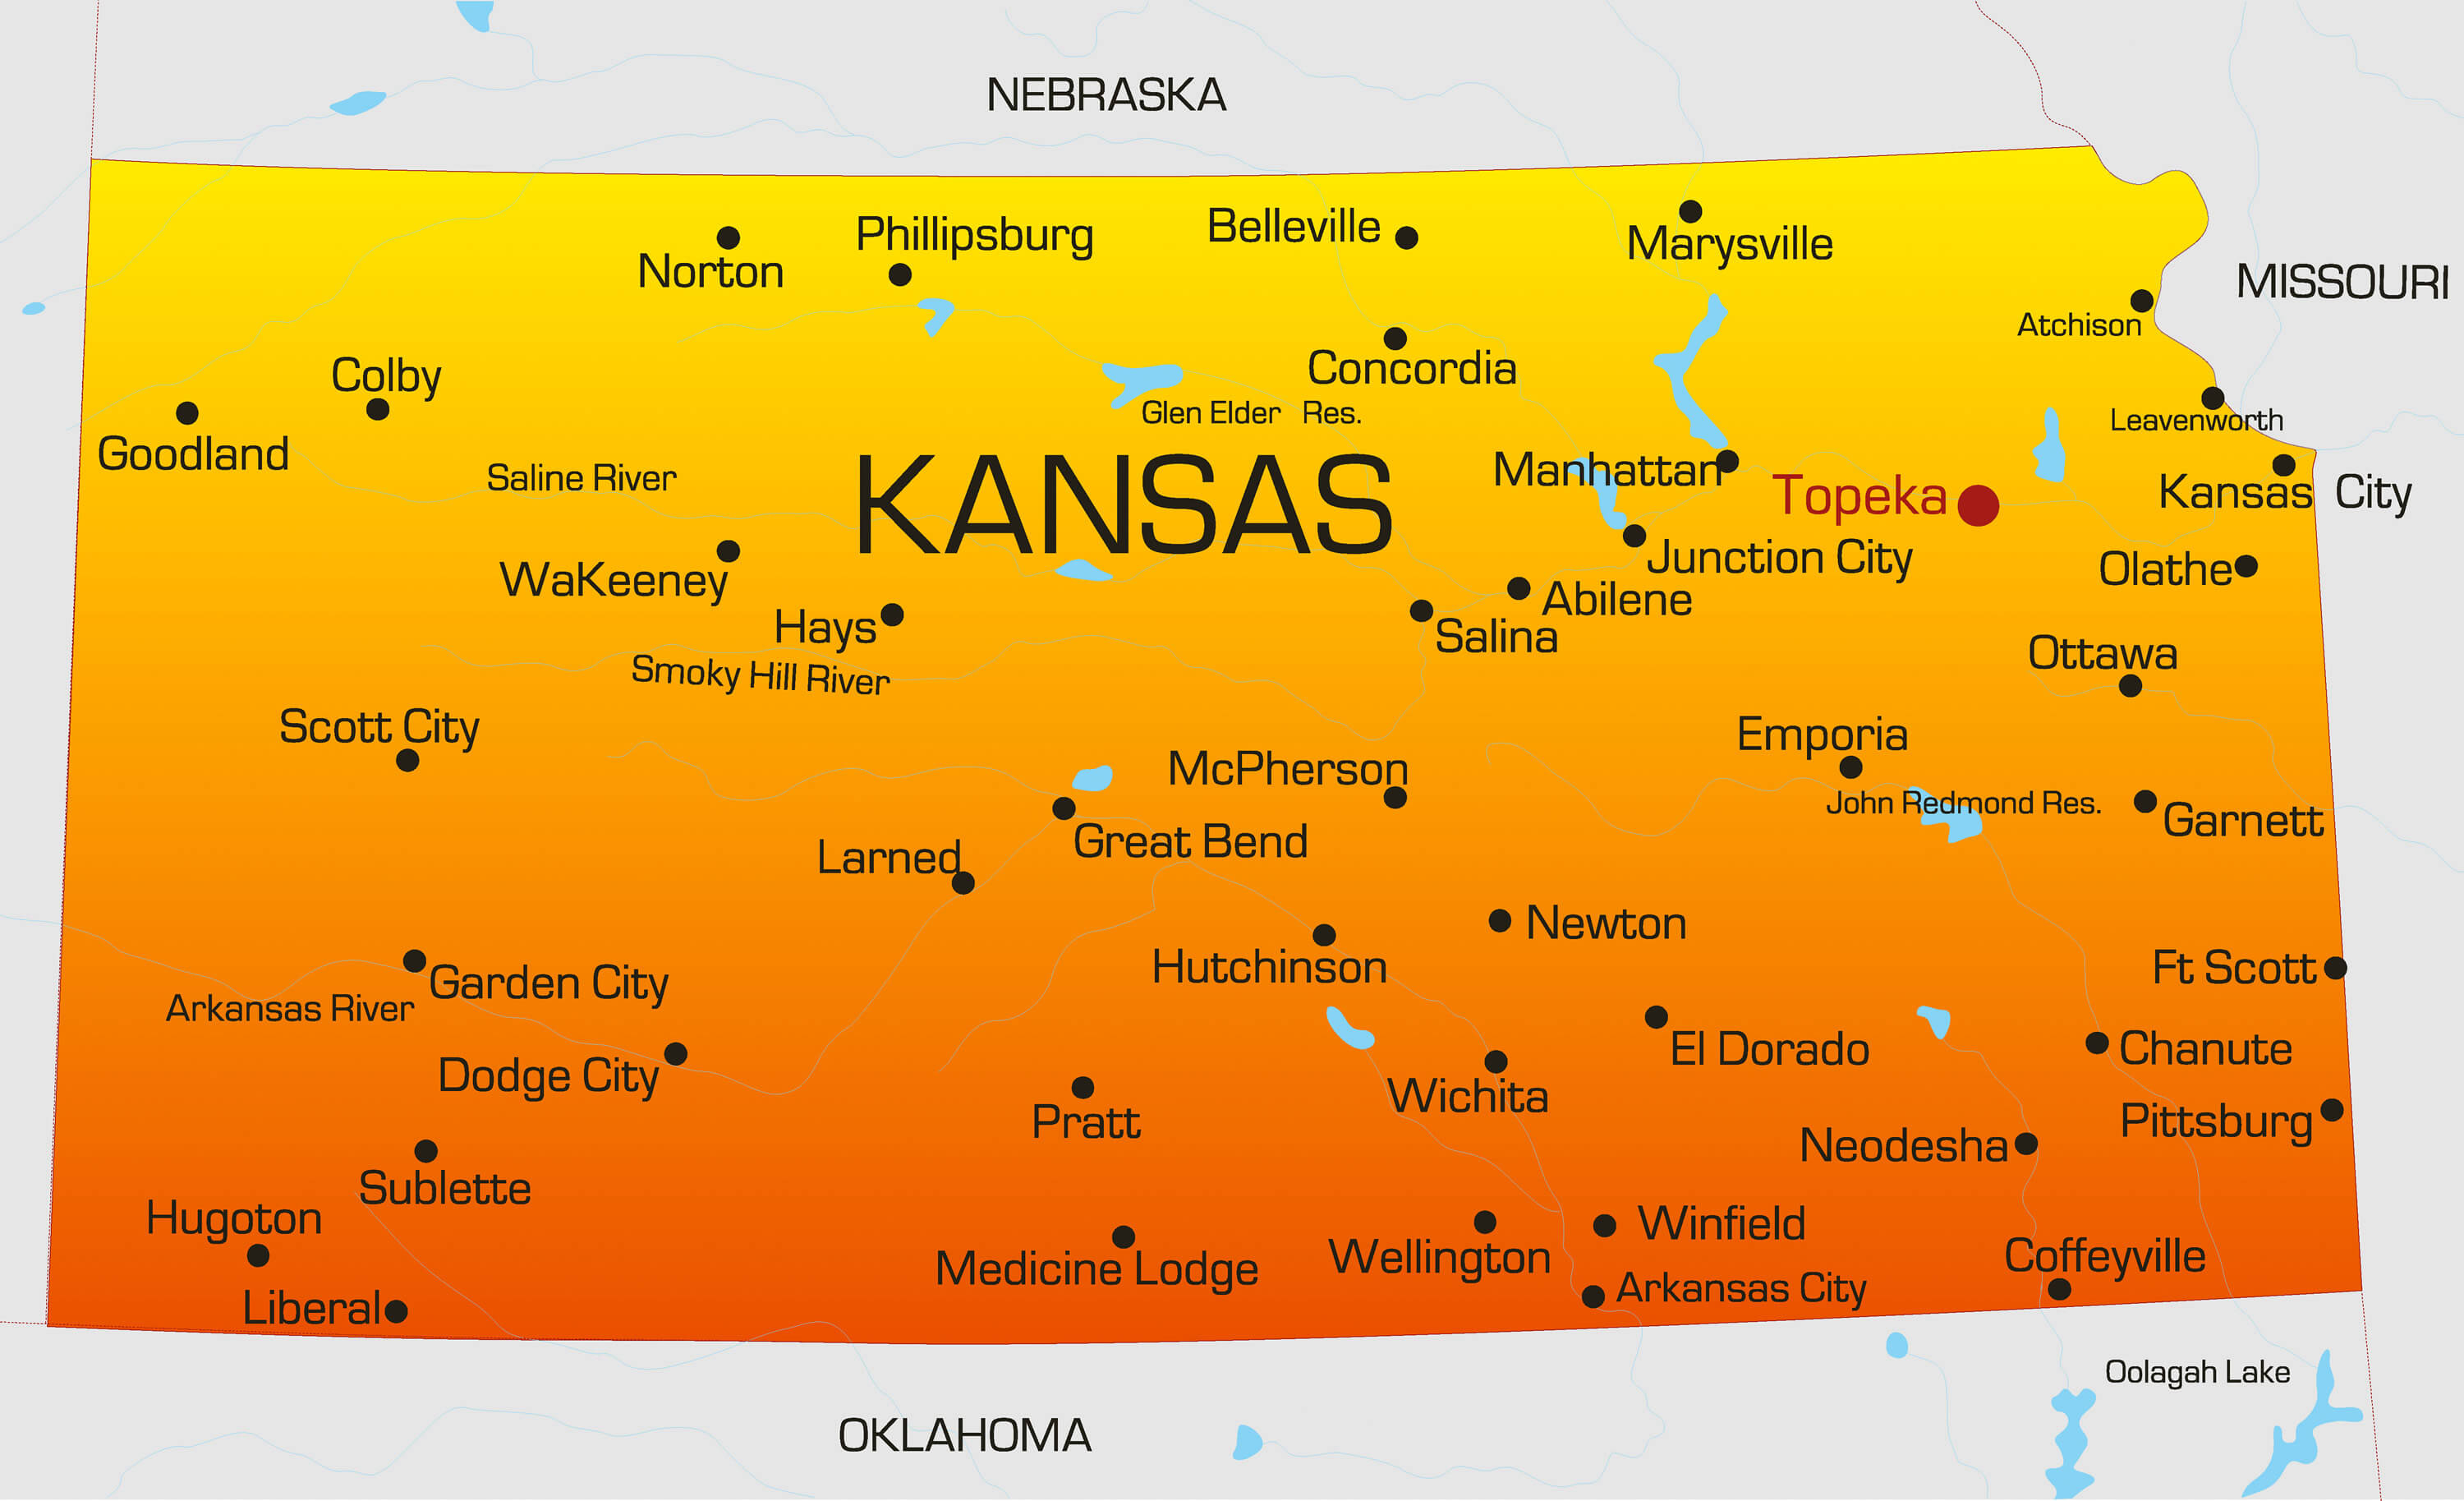 NEBRASKA
Belleville
Phillipsburg
Marysville
Norton
MISSOURI
Atchison
Concordia
Colby
Glen Elder Res.
Leavenworth
Goodland
Saline River
KANSAS
Manhattan
Topeka
Kansas City
Junction City
Olathe
WaKeeney
Abilene
Hays
Salina
Ottawa
Smoky Hill River
Scott City
Emporia
McPherson
John Redmond Res.
Garnett
Great Bend
Larned
Newton
Hutchinson
Ft Scott
Garden City
Arkansas River
El Dorado
Chanute
Dodge City
Wichita
Pratt
Pittsburg
Neodesha
Sublette
Hugoton
Winfield
Wellington
Coffeyville
Medicine Lodge
Arkansas City
Liberal
Oolagah Lake
OKLAHOMA